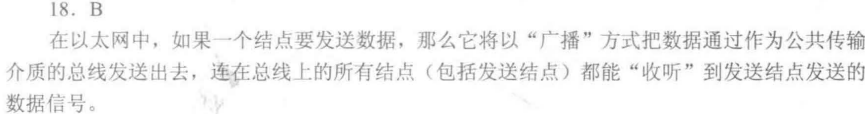 18．B
在以太网中，如果一个结点要发送数据，那么它将以“广播”方式把数据通过作为公共传输
介质的总线发送出去，连在总线上的所有结点（包括发送结点）都能“收听”到发送结点发送的
数据信号。